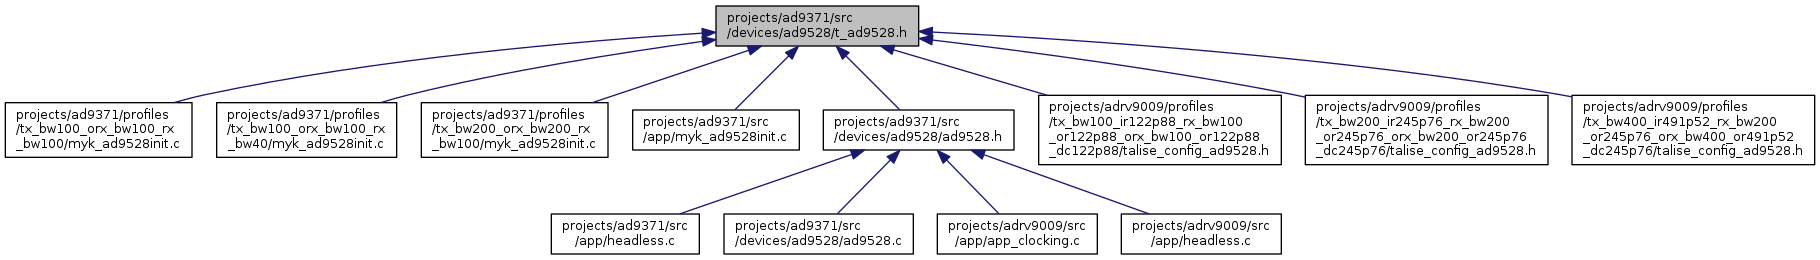 projects/ad9371/src
/devices/ad9528/t_ad9528.h
projects/ad9371/profiles
/tx_bw100_orx_bw100_rx
_bw100/myk_ad9528init.c
projects/ad9371/profiles
/tx_bw100_orx_bw100_rx
_bw40/myk_ad9528init.c
projects/ad9371/profiles
/tx_bw200_orx_bw200_rx
_bw100/myk_ad9528init.c
projects/ad9371/src
/app/myk_ad9528init.c
projects/ad9371/src
/devices/ad9528/ad9528.h
projects/adrv9009/profiles
/tx_bw100_ir122p88_rx_bw100
_or122p88_orx_bw100_or122p88
_dc122p88/talise_config_ad9528.h
projects/adrv9009/profiles
/tx_bw200_ir245p76_rx_bw200
_or245p76_orx_bw200_or245p76
_dc245p76/talise_config_ad9528.h
projects/adrv9009/profiles
/tx_bw400_ir491p52_rx_bw200
_or245p76_orx_bw400_or491p52
_dc245p76/talise_config_ad9528.h
projects/ad9371/src
/app/headless.c
projects/ad9371/src
/devices/ad9528/ad9528.c
projects/adrv9009/src
/app/app_clocking.c
projects/adrv9009/src
/app/headless.c